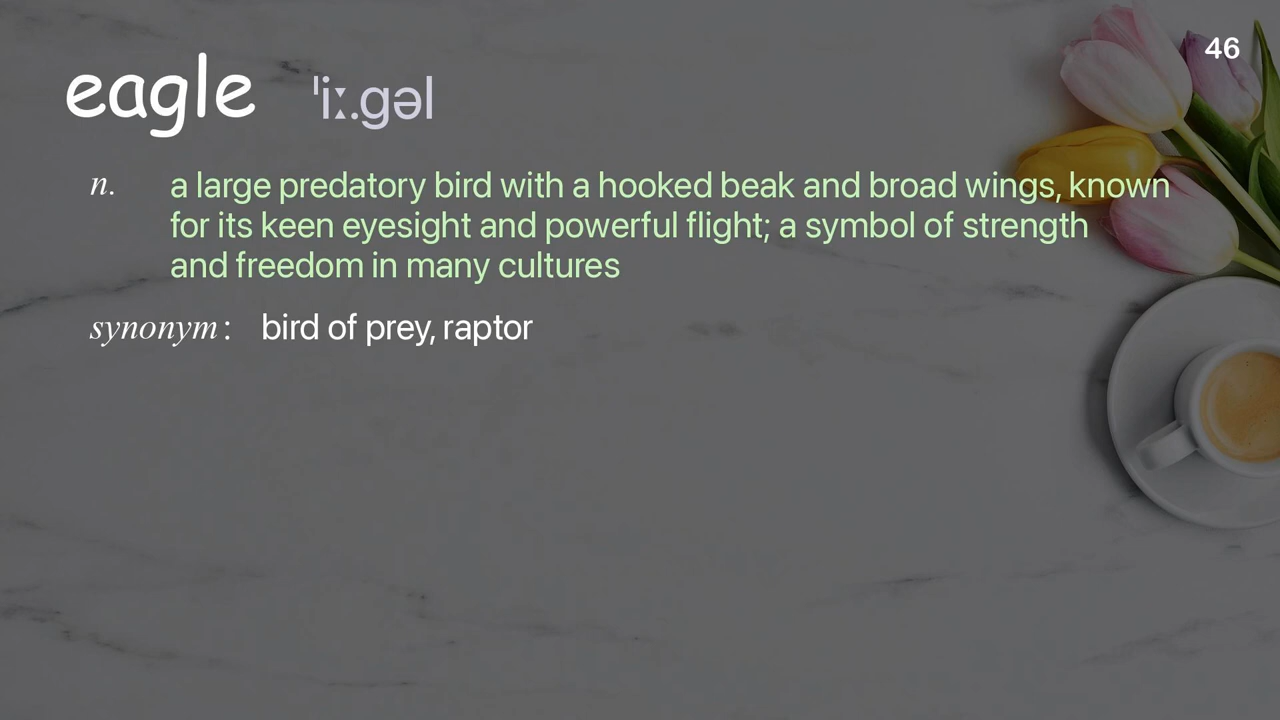 46
eagle ˈiː.ɡəl
n. a large predatory bird with a hooked beak and broad wings, known
for its keen eyesight and powerful flight; a symbol of strength
and freedom in many cultures
synonym: bird of prey, raptor